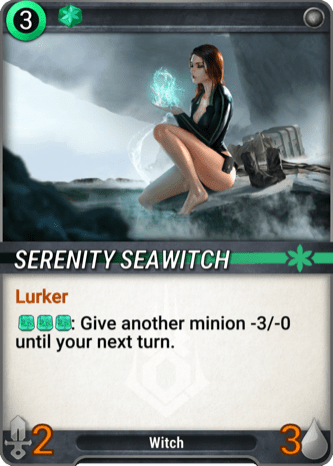 3
SERENITY SEAWITCH
Lurker
: Give another minion -3/-0
until your next turn.
2 Witch 3